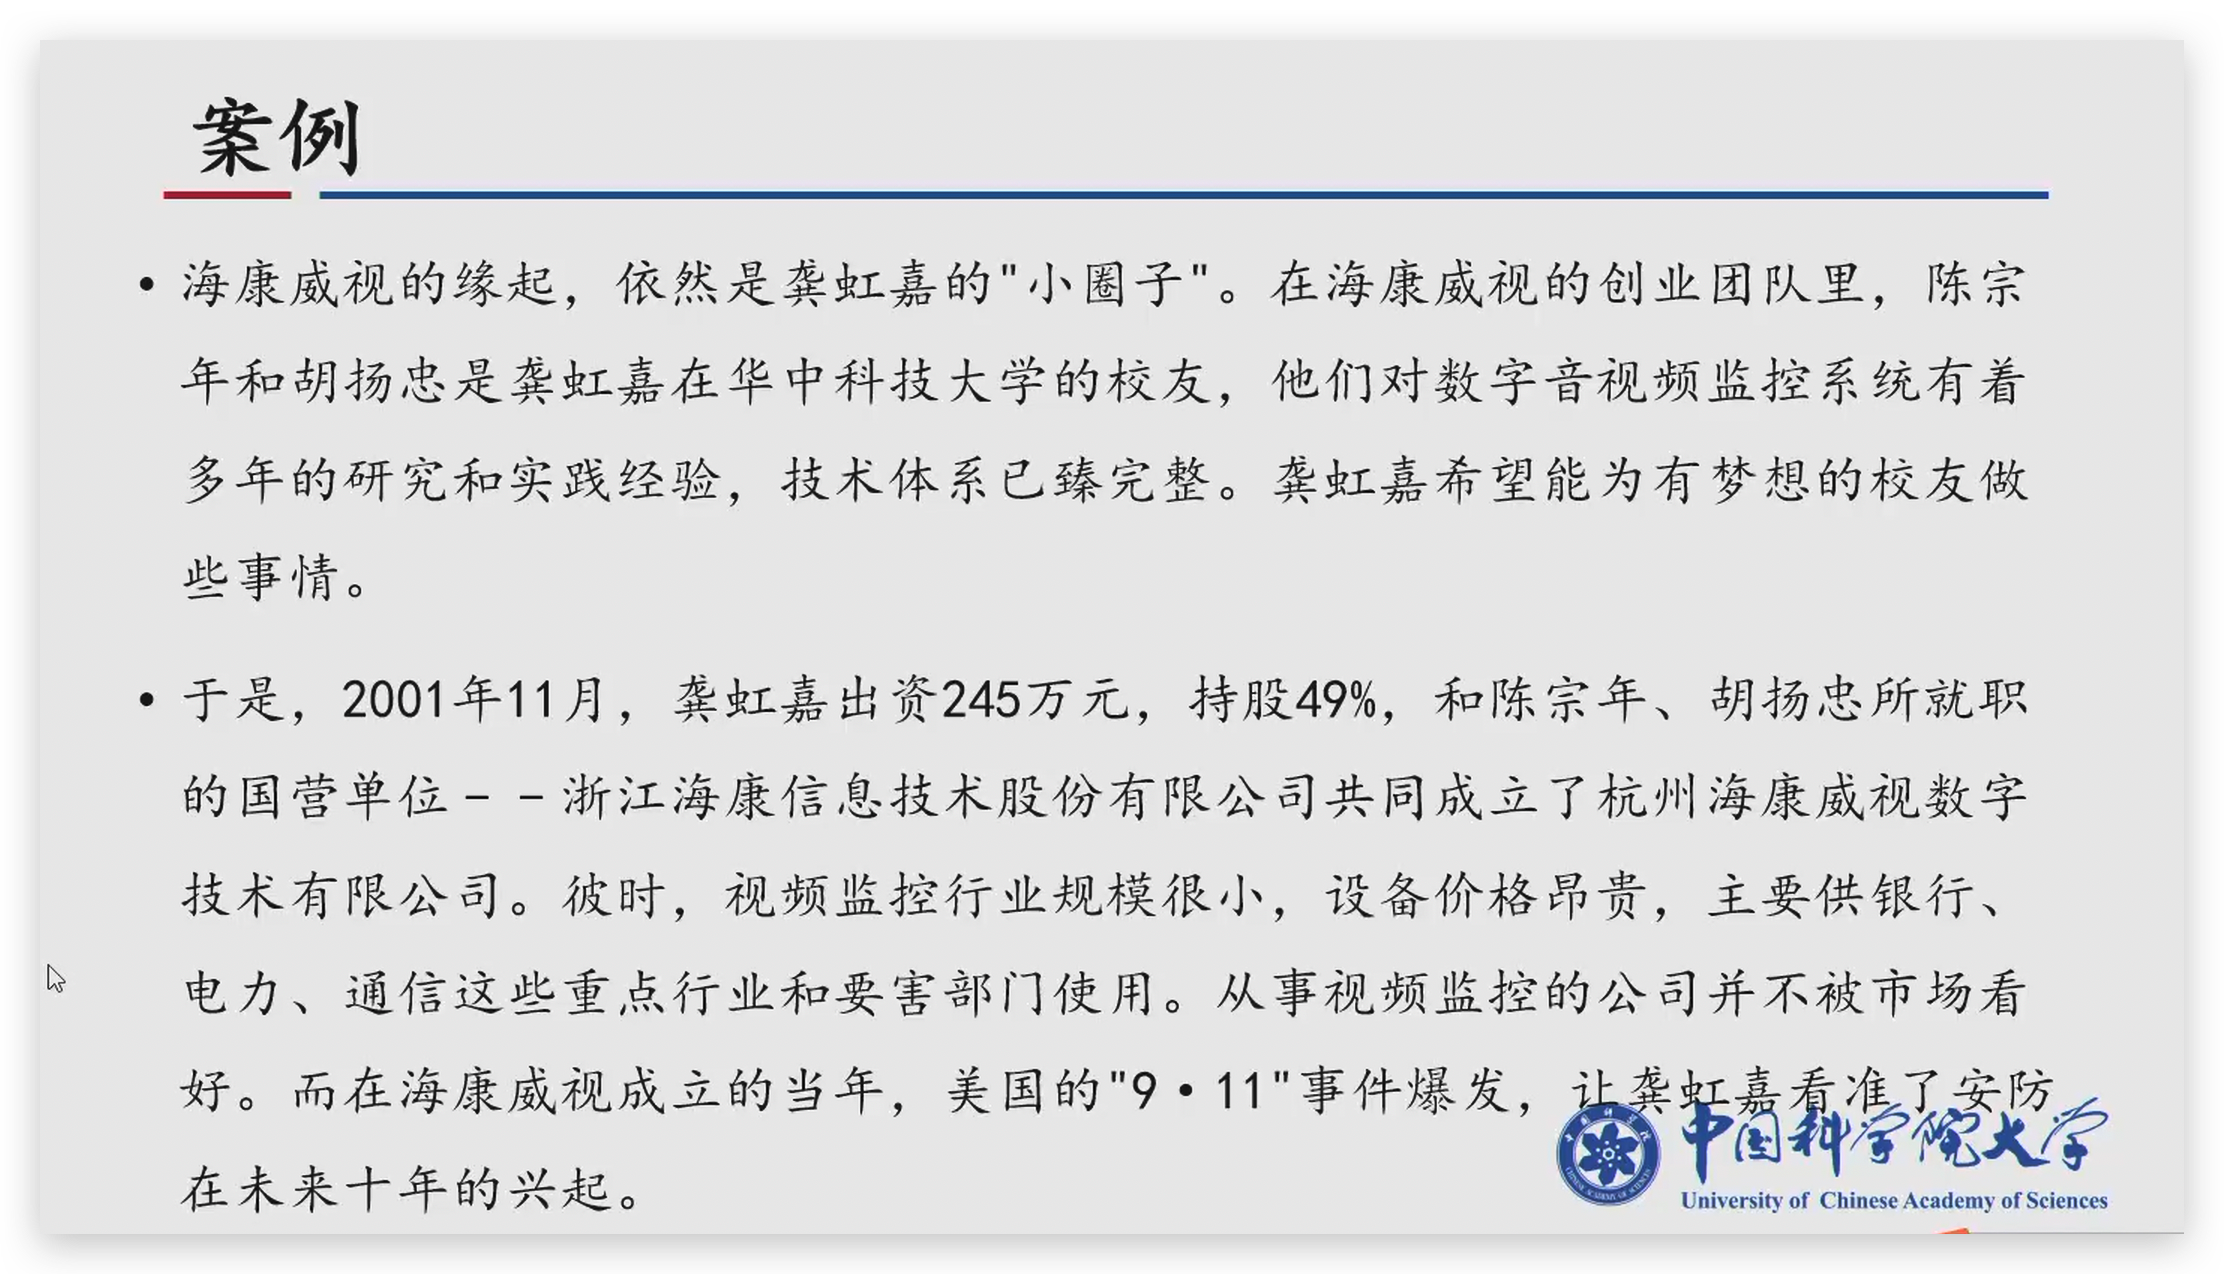 案例
• 海康威视的缘起，依然是龚虹嘉的"小圈子"。在海康威视的创业团队里，陈宗
年和胡扬忠是龚虹嘉在华中科技大学的校友，他们对数字音视频监控系统有着
多年的研究和实践经验，技术体系已臻完整。龚虹嘉希望能为有梦想的校友做
些事情。
• 于是，2001年11月，龚虹嘉出资245万元，持股49%，和陈宗年、胡扬忠所就职
的国营单位－－浙江海康信息技术股份有限公司共同成立了杭州海康威视数字
技术有限公司。彼时，视频监控行业规模很小，设备价格昂贵，主要供银行、
电力、通信这些重点行业和要害部门使用。从事视频监控的公司并不被市场看
好。而在海康威视成立的当年，美国的"9•11"事件爆发，让龚虹嘉看准了安防
在未来十年的兴起。
中国科学院大学
University of Chinese Academy of Sciences